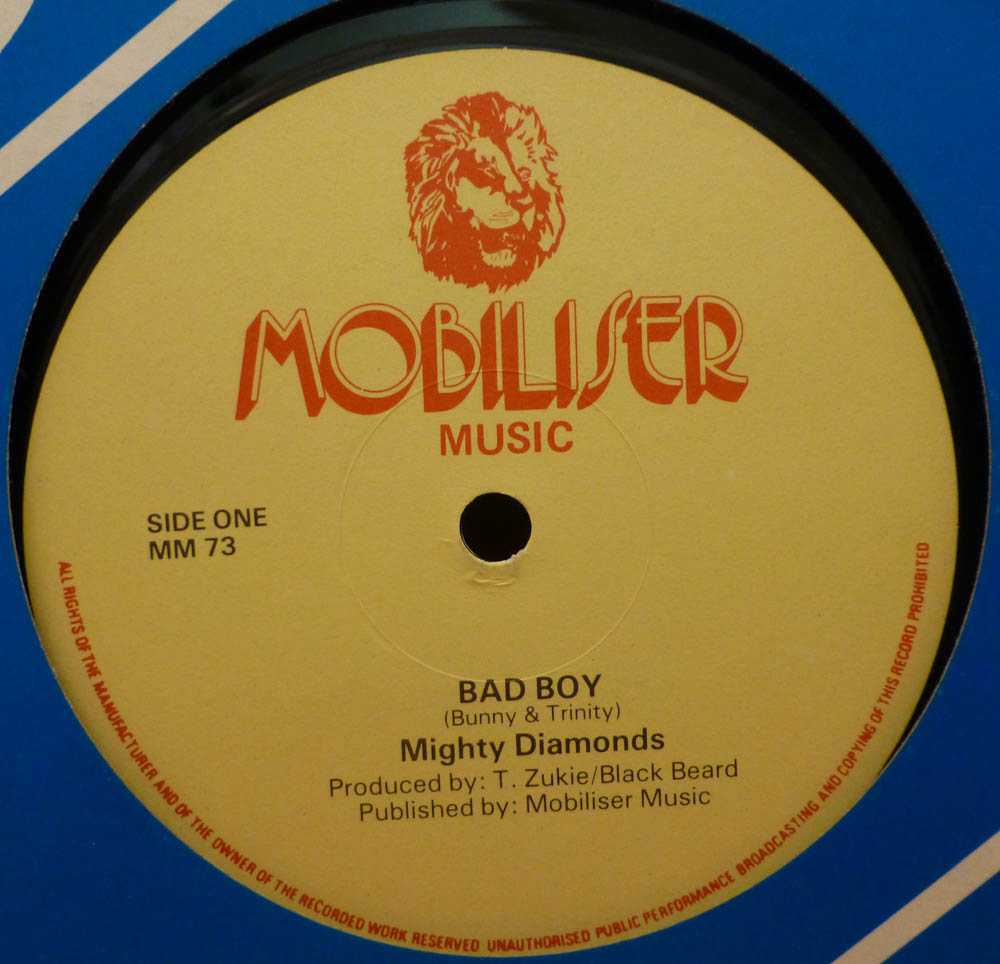 MOBILISER
MUSIC
SIDE ONE
MM 73
BAD BOY
(Bunny & Trinity)
Mighty Diamonds
Produced by: T. Zukie/Black Beard
Published by: Mobiliser Music
ALL RIGHTS OF THE MANUFACTURER AND OF THE OWNER OF THE RECORDED WORK RESERVED UNAUTHORISED PUBLIC PERFORMANCE BROADCASTING AND COPYING OF THIS RECORD PROHIBITED